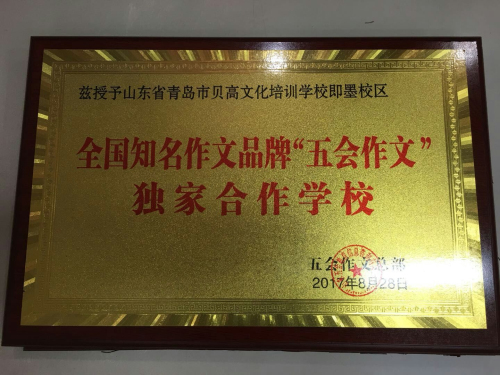 兹授予山东省青岛市贝高文化培训学校即墨校区
全国知名作文品牌“五会作文”
独家合作学校
五会作文总部
2017年8月28日